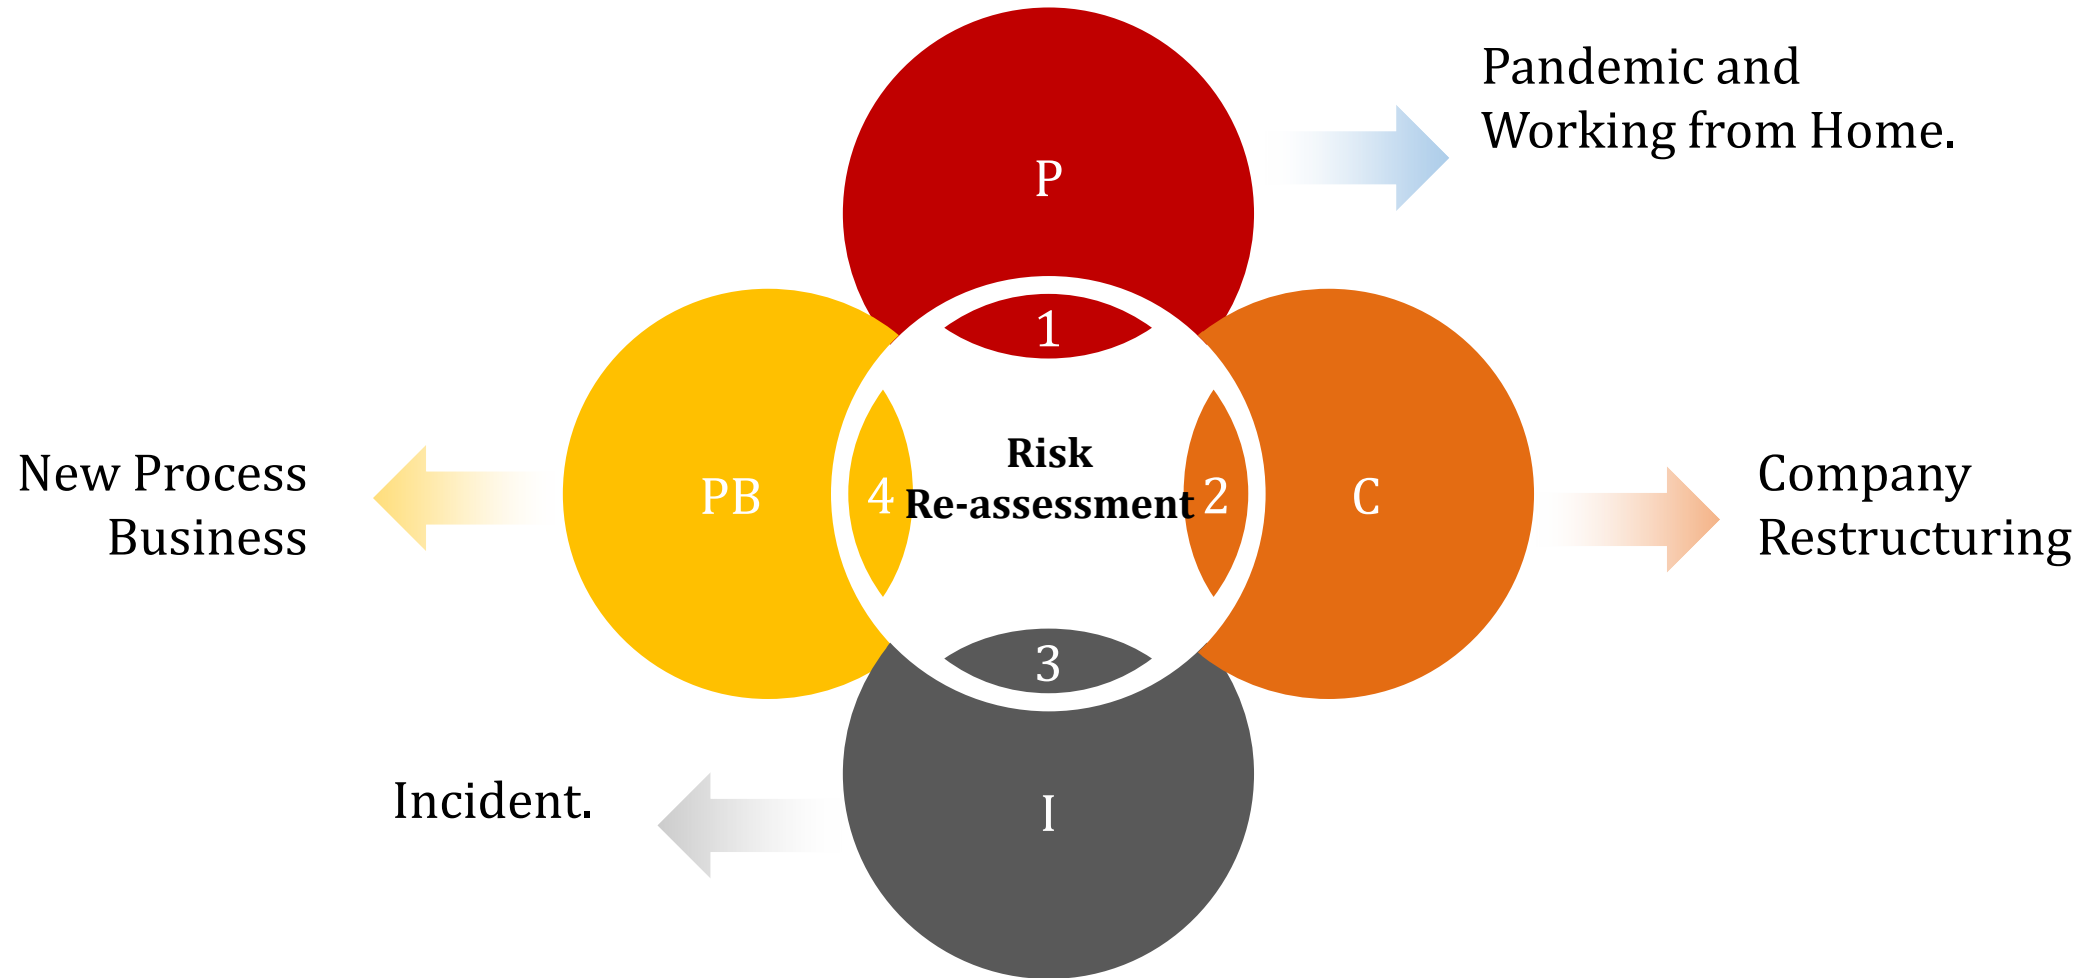 Pandemic and
Working from Home.
P
1
New Process
Business
PB
4
Risk
Re-assessment
2
C
Company
Restructuring
3
Incident.
I